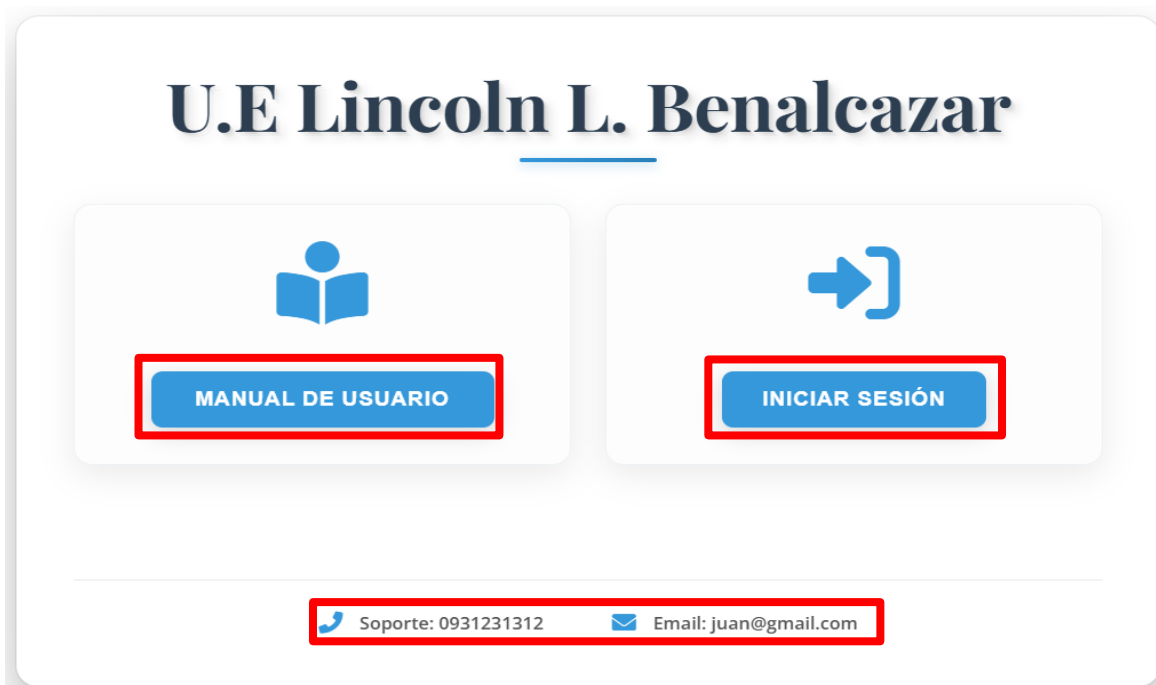 U.E Lincoln L. Benalcazar
MANUAL DE USUARIO
INICIAR SESIÓN
Soporte: 0931231312
Email: juan@gmail.com